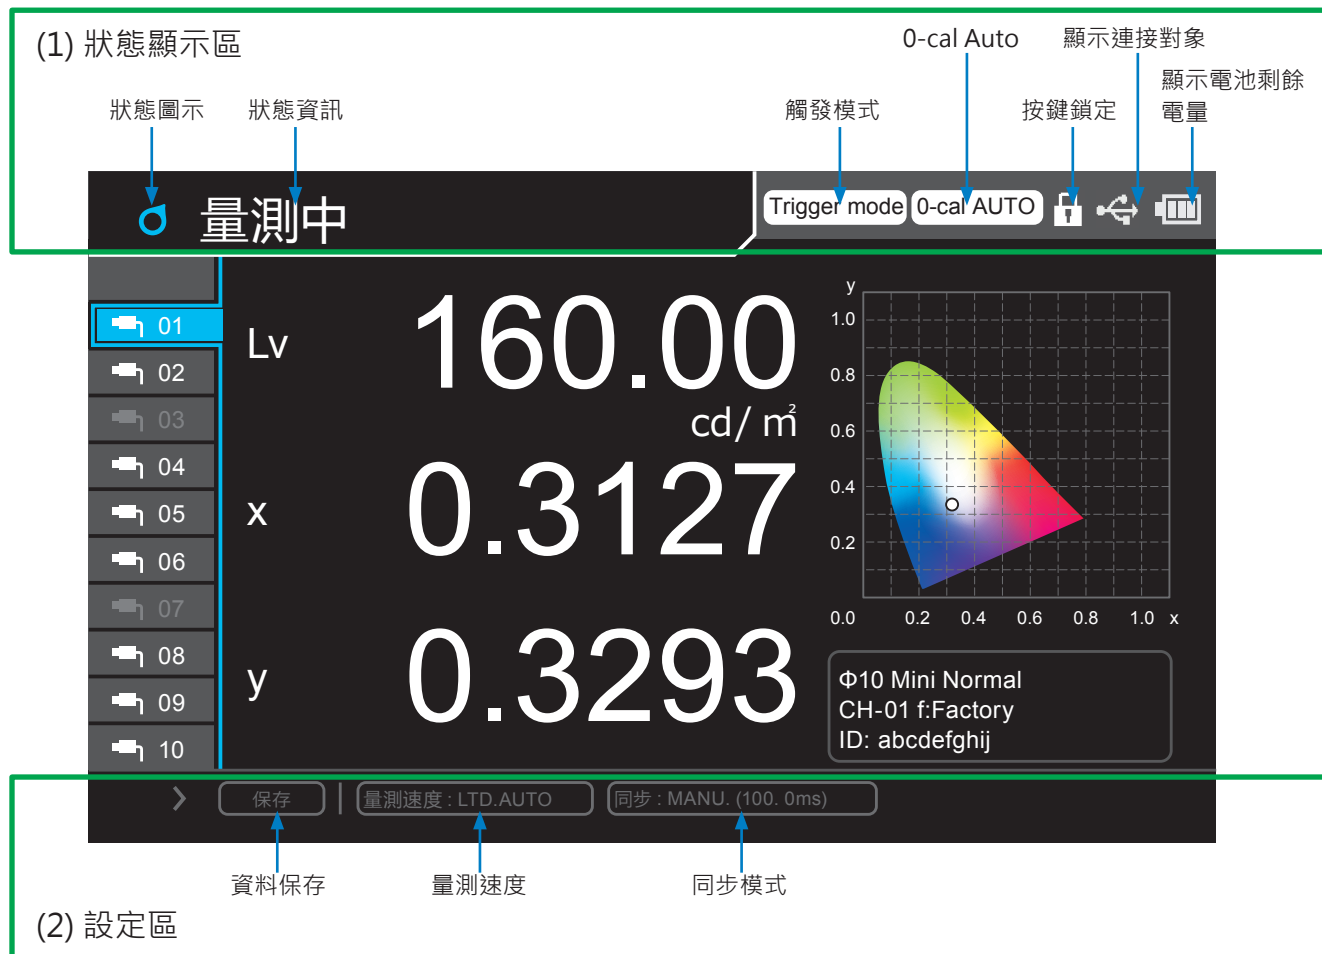 (1) 狀態顯示區
0-cal Auto
顯示連接對象
顯示電池剩餘
電量
狀態圖示
狀態資訊
觸發模式
按鍵鎖定
量測中
Trigger mode
0-cal AUTO
01
02
03
04
05
06
07
08
09
10
Lv
160.00
cd/㎡
x
0.3127
y
0.3293
y
1.0
0.8
0.6
0.4
0.2
0.0
0.2
0.4
0.6
0.8
1.0
x
Φ10 Mini Normal
CH-01 f:Factory
ID: abcdefghij
保存
量測速度 : LTD.AUTO
同步 : MANU. (100. 0ms)
資料保存
量測速度
同步模式
(2) 設定區